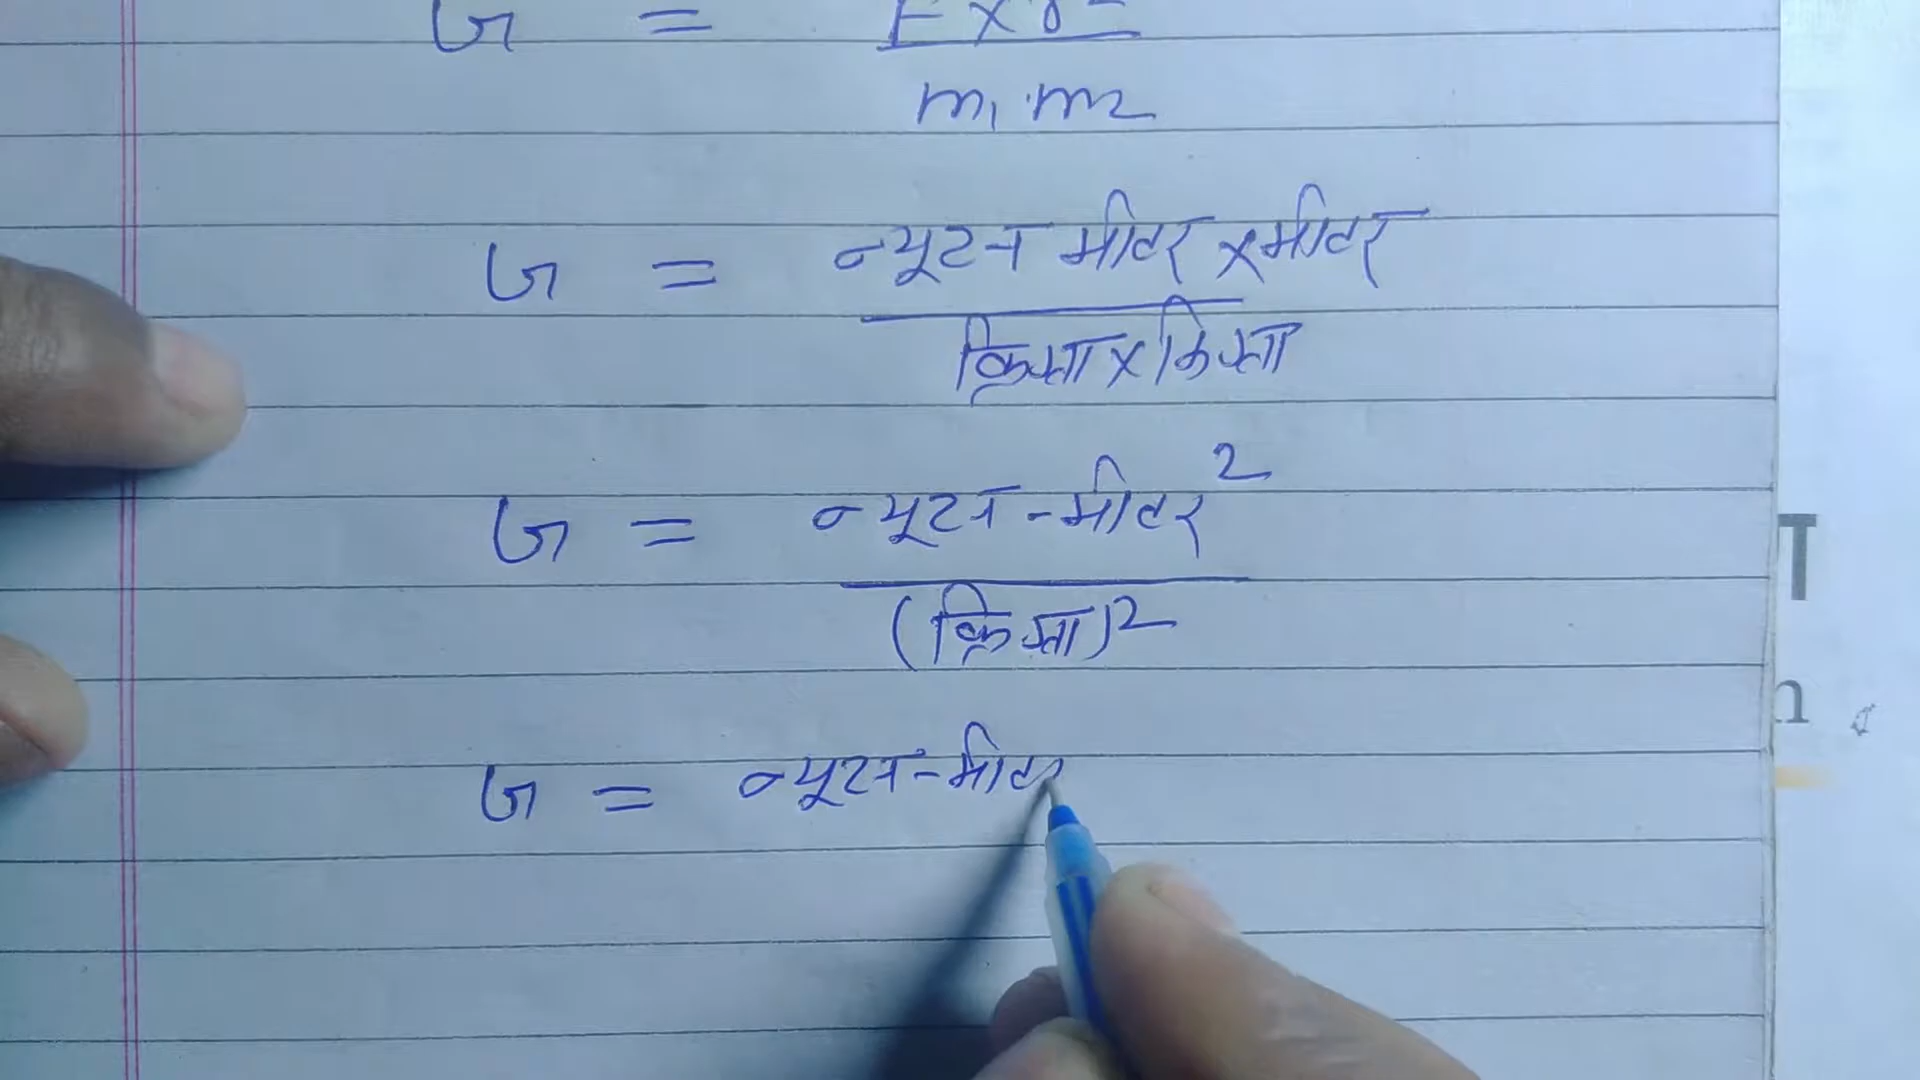 G = F × r²
m₁·m₂
G = न्यूटन मीटर × मीटर
किग्रा × किग्रा
G = न्यूटन - मीटर²
(किग्रा)²
G = न्यूटन - मीटर
T
n